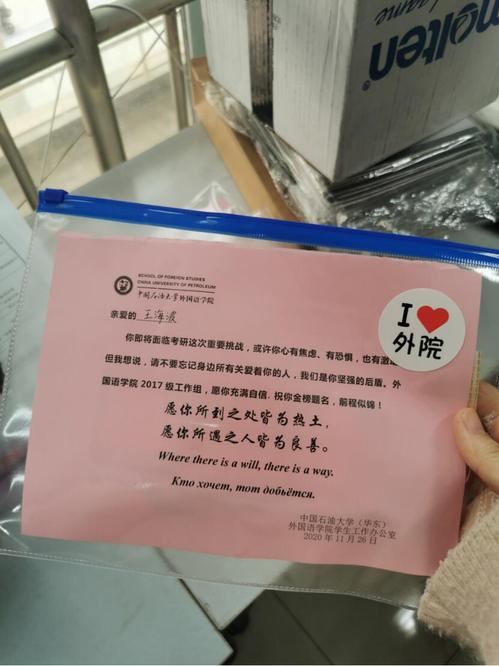 molten
game
SCHOOL OF FOREIGN STUDIES
CHINA UNIVERSITY OF PETROLEUM
中国石油大学外国语学院
亲爱的 王海波
I ❤
外院
你即将面临考研这次重要挑战，或许你心有焦虑、有恐惧，也有激
但我想说，请不要忘记身边所有关爱着你的人，我们是你坚强的后盾。外
国语学院 2017 级工作组，愿你充满自信，祝你金榜题名，前程似锦！
愿你所到之处皆为热土，
愿你所遇之人皆为良善。
Where there is a will, there is a way.
Кто хочет, тот добьётся.
中国石油大学（华东）
外国语学院学生工作办公室
2020 年 11 月 26 日